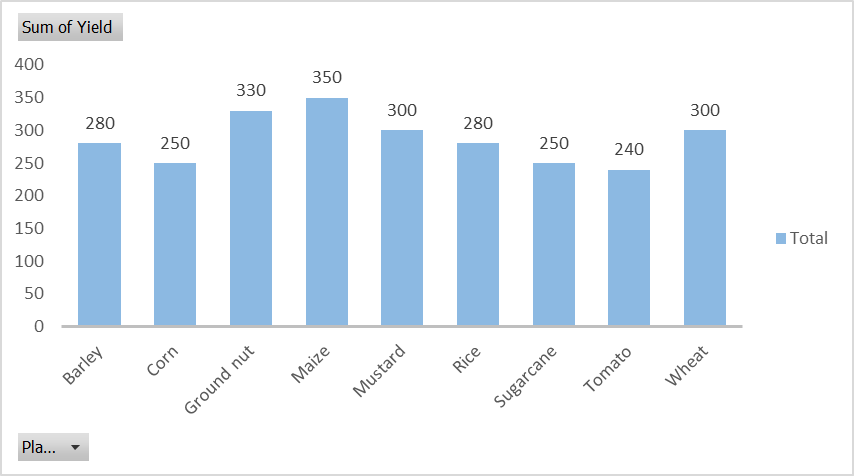 Sum of Yield
400
350
300
250
200
150
100
50
0
280
250
330
350
300
280
250
240
300
Barley
Corn
Ground nut
Maize
Mustard
Rice
Sugarcane
Tomato
Wheat
Total
Pla...